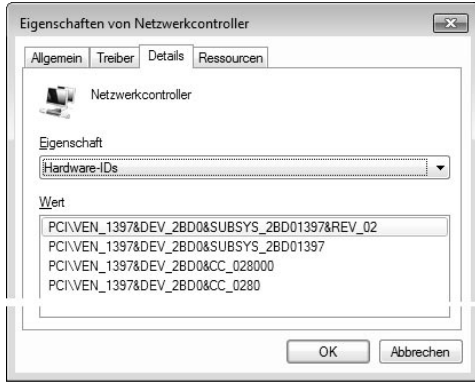 Eigenschaften von Netzwerkcontroller
Allgemein Treiber Details Ressourcen
Netzwerkcontroller
Eigenschaft
Hardware-IDs
Wert
PCI\VEN_1397&DEV_2BD0&SUBSYS_2BD01397&REV_02
PCI\VEN_1397&DEV_2BD0&SUBSYS_2BD01397
PCI\VEN_1397&DEV_2BD0&CC_028000
PCI\VEN_1397&DEV_2BD0&CC_0280
OK Abbrechen